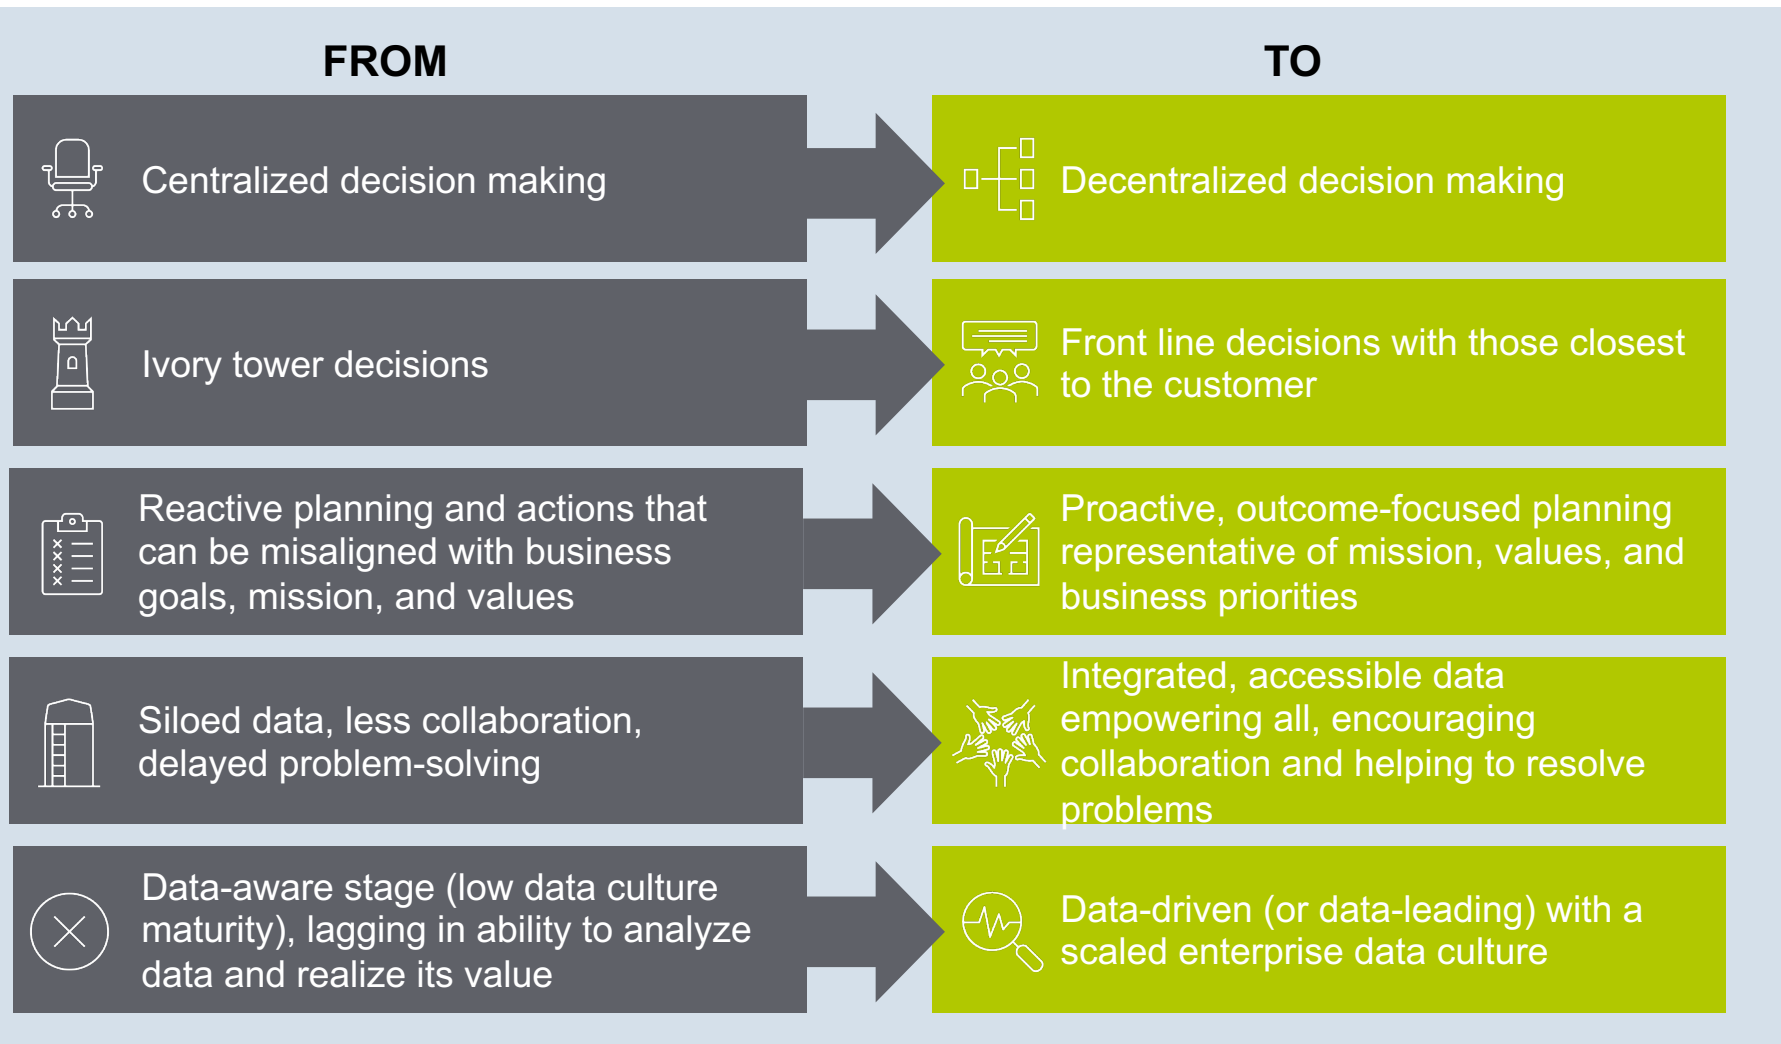 FROM
TO
Centralized decision making
Decentralized decision making
Ivory tower decisions
Front line decisions with those closest
to the customer
Reactive planning and actions that
can be misaligned with business
goals, mission, and values
Proactive, outcome-focused planning
representative of mission, values, and
business priorities
Siloed data, less collaboration,
delayed problem-solving
Integrated, accessible data
empowering all, encouraging
collaboration and helping to resolve
problems
Data-aware stage (low data culture
maturity), lagging in ability to analyze
data and realize its value
Data-driven (or data-leading) with a
scaled enterprise data culture